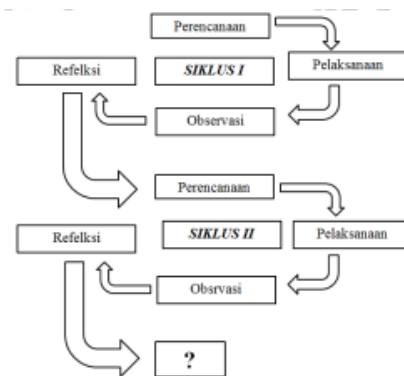 Perencanaan
Refelksi
SIKLUS I
Pelaksanaan
Observasi
Perencanaan
Refelksi
SIKLUS II
Pelaksanaan
Obsrvasi
?